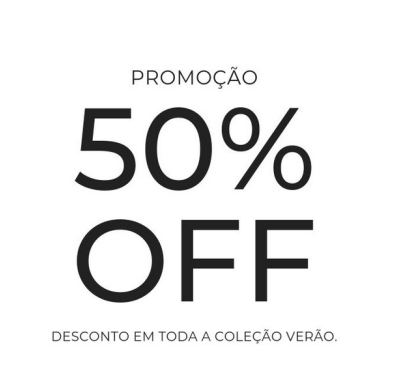 PROMOÇÃO
50%
OFF
DESCONTO EM TODA A COLEÇÃO VERÃO.